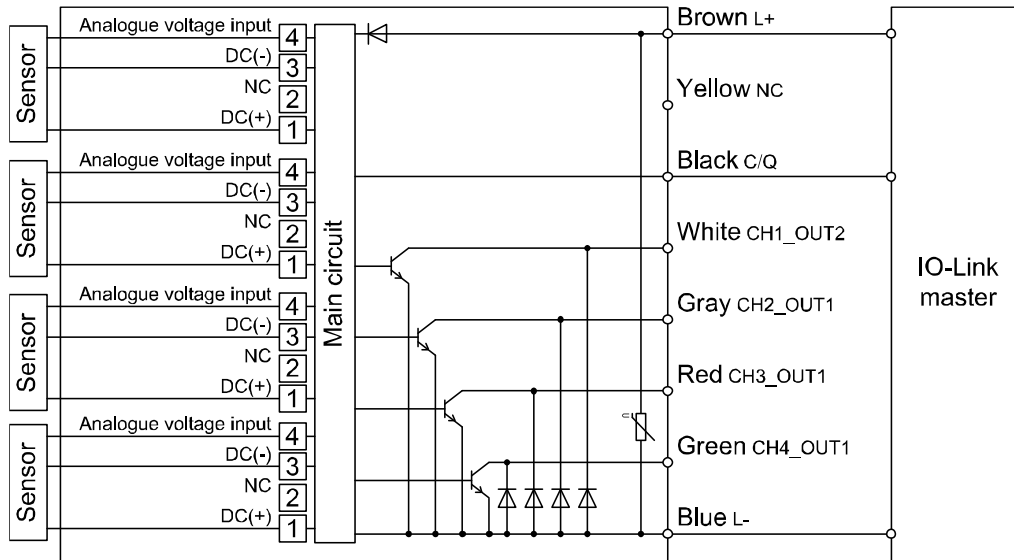 Sensor
Analogue voltage input 4
DC(-) 3
NC 2
DC(+) 1
Sensor
Analogue voltage input 4
DC(-) 3
NC 2
DC(+) 1
Sensor
Analogue voltage input 4
DC(-) 3
NC 2
DC(+) 1
Sensor
Analogue voltage input 4
DC(-) 3
NC 2
DC(+) 1
Main circuit
Brown L+
Yellow NC
Black C/Q
White CH1_OUT2
Gray CH2_OUT1
Red CH3_OUT1
Green CH4_OUT1
Blue L-
IO-Link
master